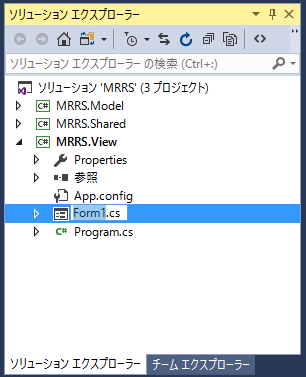 ソリューション エクスプローラー
ソリューション エクスプローラー の検索 (Ctrl+:)
ソリューション 'MRRS' (3 プロジェクト)
C# MRRS.Model
C# MRRS.Shared
C# MRRS.View
Properties
参照
App.config
Form1.cs
C# Program.cs
ソリューション エクスプローラー チーム エクスプローラー